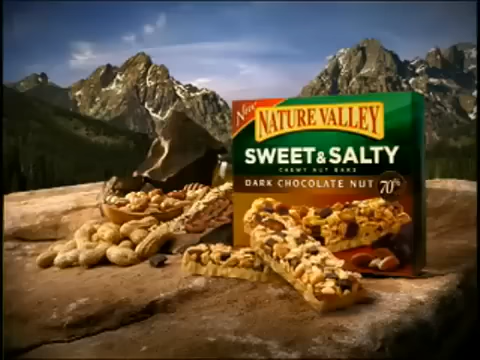 New
NATURE VALLEY
SWEET & SALTY
CHEWY NUT BARS
DARK CHOCOLATE NUT 70%